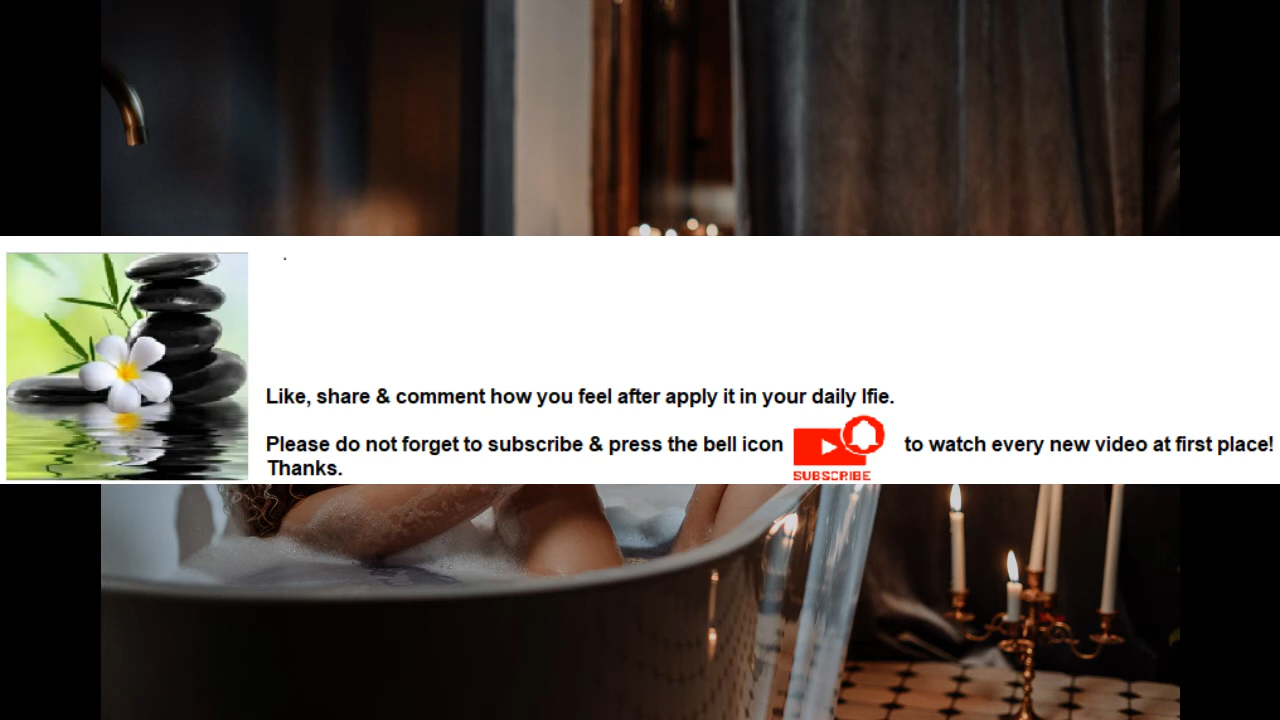 Like, share & comment how you feel after apply it in your daily lfie.
Please do not forget to subscribe & press the bell icon SUBSCRIBE to watch every new video at first place!
Thanks.